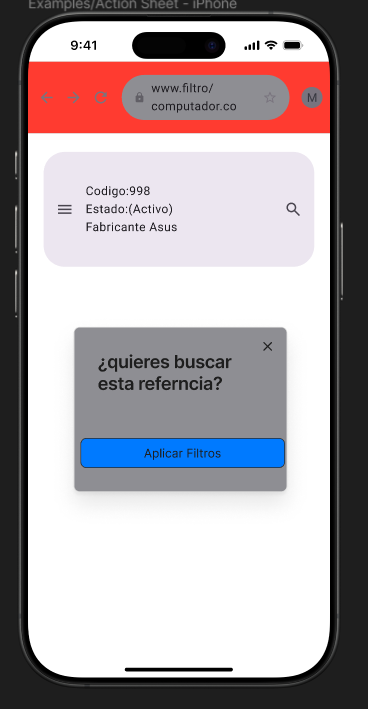 Examples/Action Sheet - iPhone
9:41
www.filtro/
computador.co
M
Codigo:998
Estado:(Activo)
Fabricante Asus
¿quieres buscar
esta referncia?
Aplicar Filtros